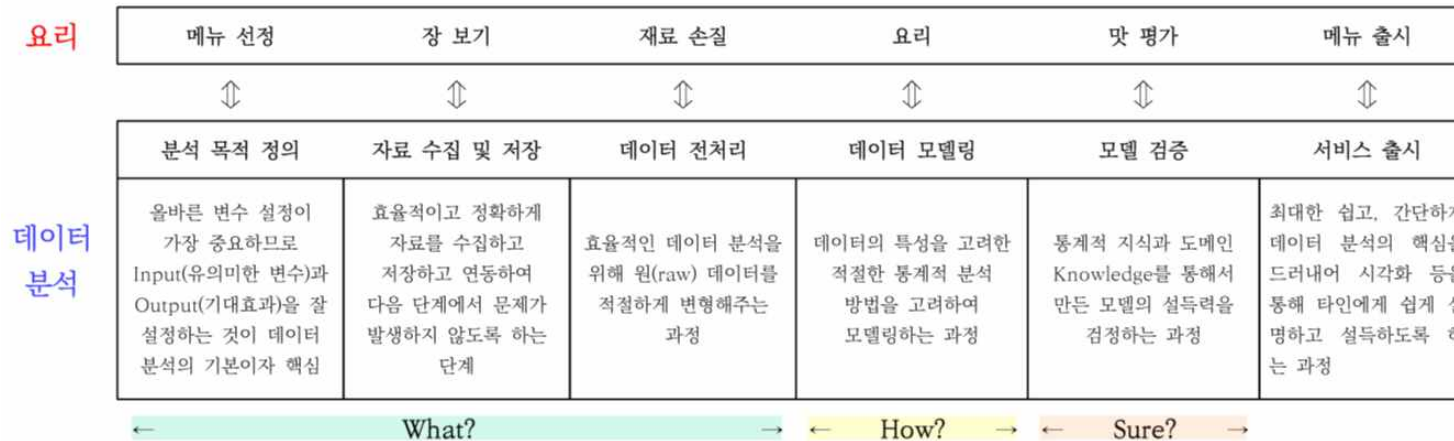 요리
메뉴 선정
장 보기
재료 손질
요리
맛 평가
메뉴 출시
데이터
분석
분석 목적 정의
자료 수집 및 저장
데이터 전처리
데이터 모델링
모델 검증
서비스 출시
올바른 변수 설정이
가장 중요하므로
Input(유의미한 변수)과
Output(기대효과)을 잘
설정하는 것이 데이터
분석의 기본이자 핵심
효율적이고 정확하게
자료를 수집하고
저장하고 연동하여
다음 단계에서 문제가
발생하지 않도록 하는
단계
효율적인 데이터 분석을
위해 원(raw) 데이터를
적절하게 변형해주는
과정
데이터의 특성을 고려한
적절한 통계적 분석
방법을 고려하여
모델링하는 과정
통계적 지식과 도메인
Knowledge를 통해서
만든 모델의 설득력을
검정하는 과정
최대한 쉽고, 간단하게
데이터 분석의 핵심을
드러내어 시각화 등을
통해 타인에게 쉽게
명하고 설득하도록
는 과정
← What? →
← How? →
← Sure? →